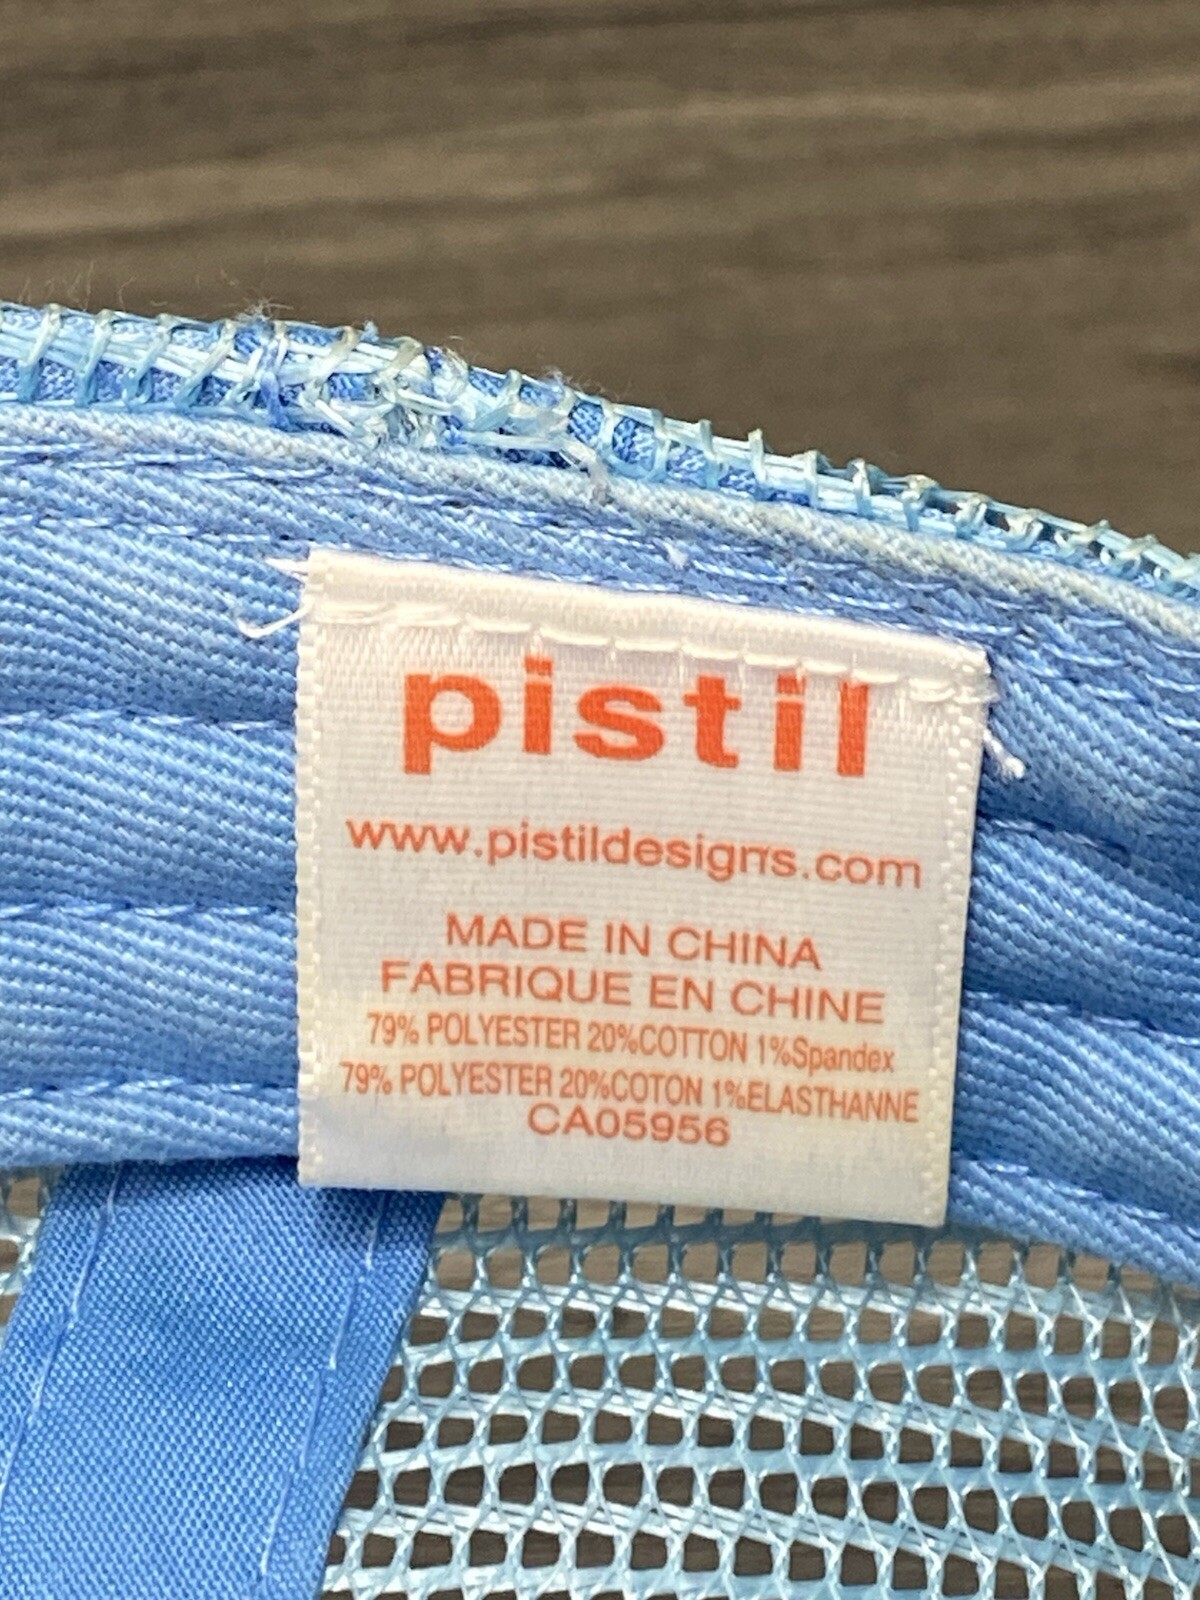 pistil
www.pistildesigns.com
MADE IN CHINA
FABRIQUE EN CHINE
79% POLYESTER 20%COTTON 1%Spandex
79% POLYESTER 20%COTON 1%ELASTHANNE
CA05956